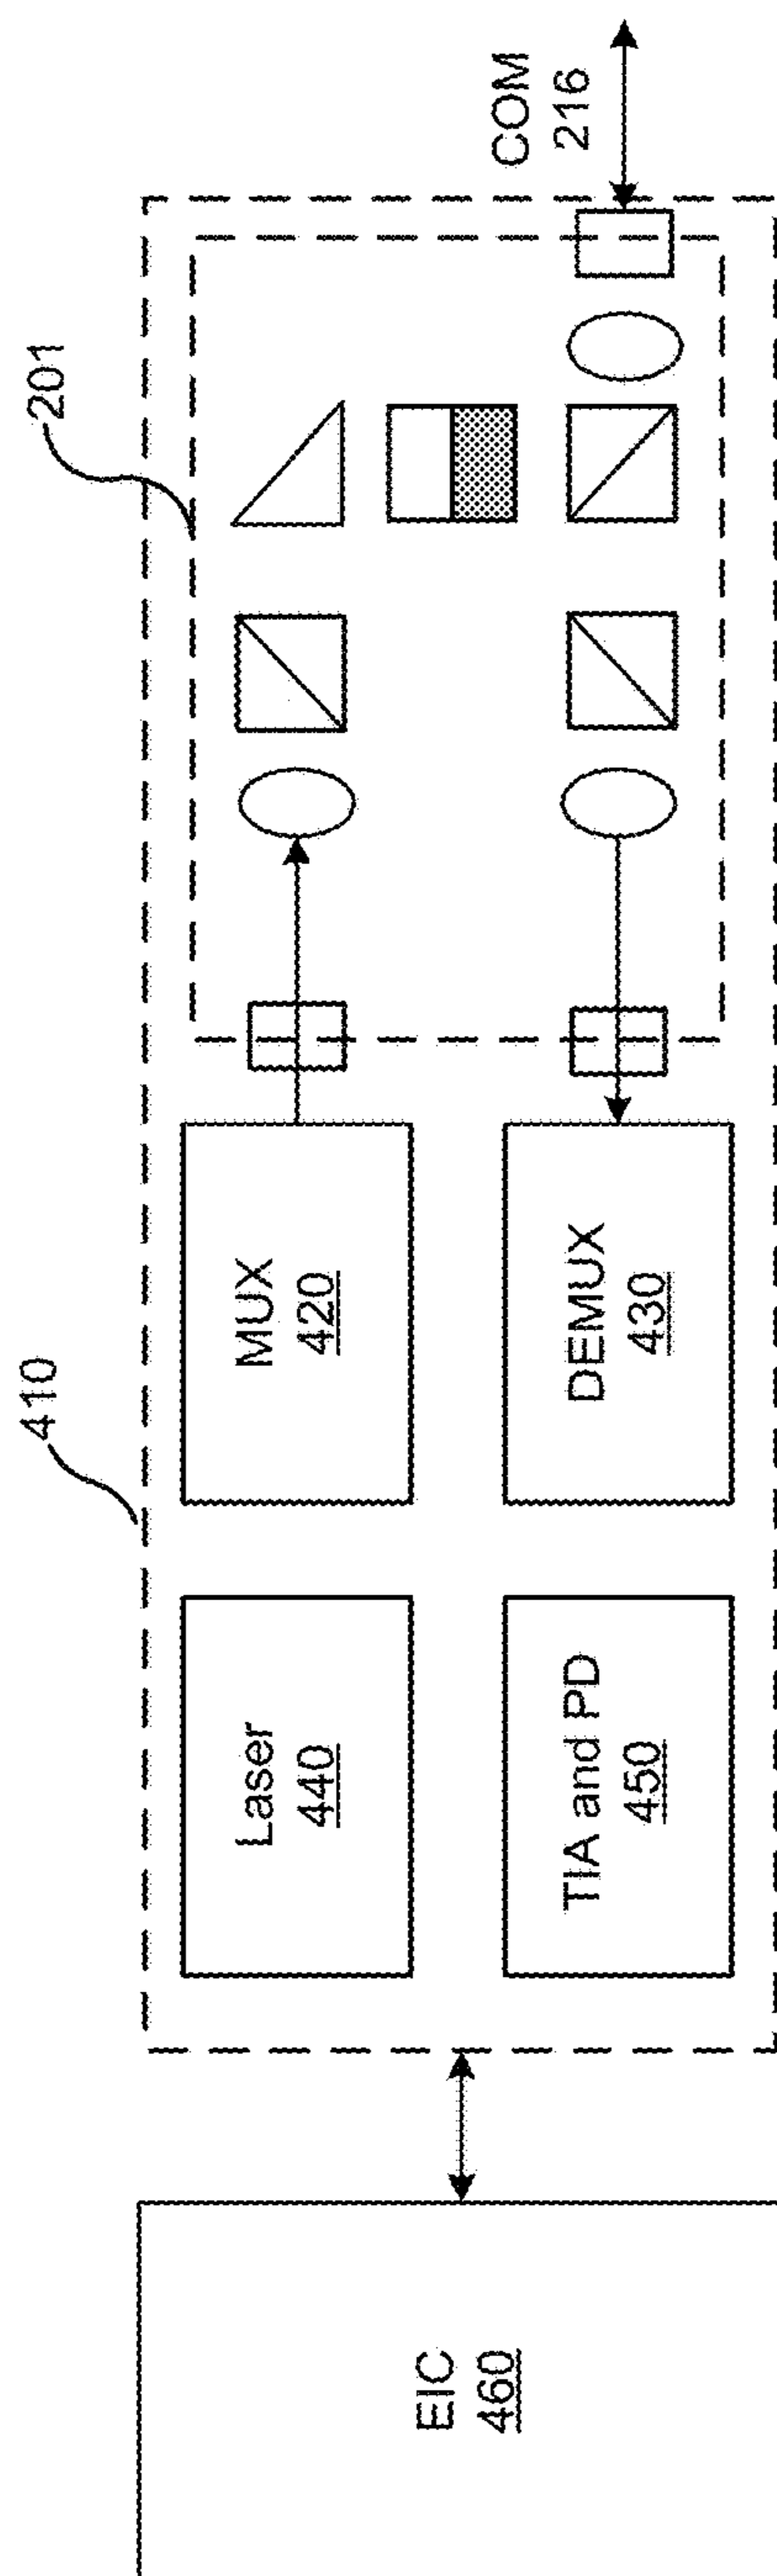 410
201
COM
216
Laser
440
MUX
420
TIA and PD
450
DEMUX
430
EIC
460